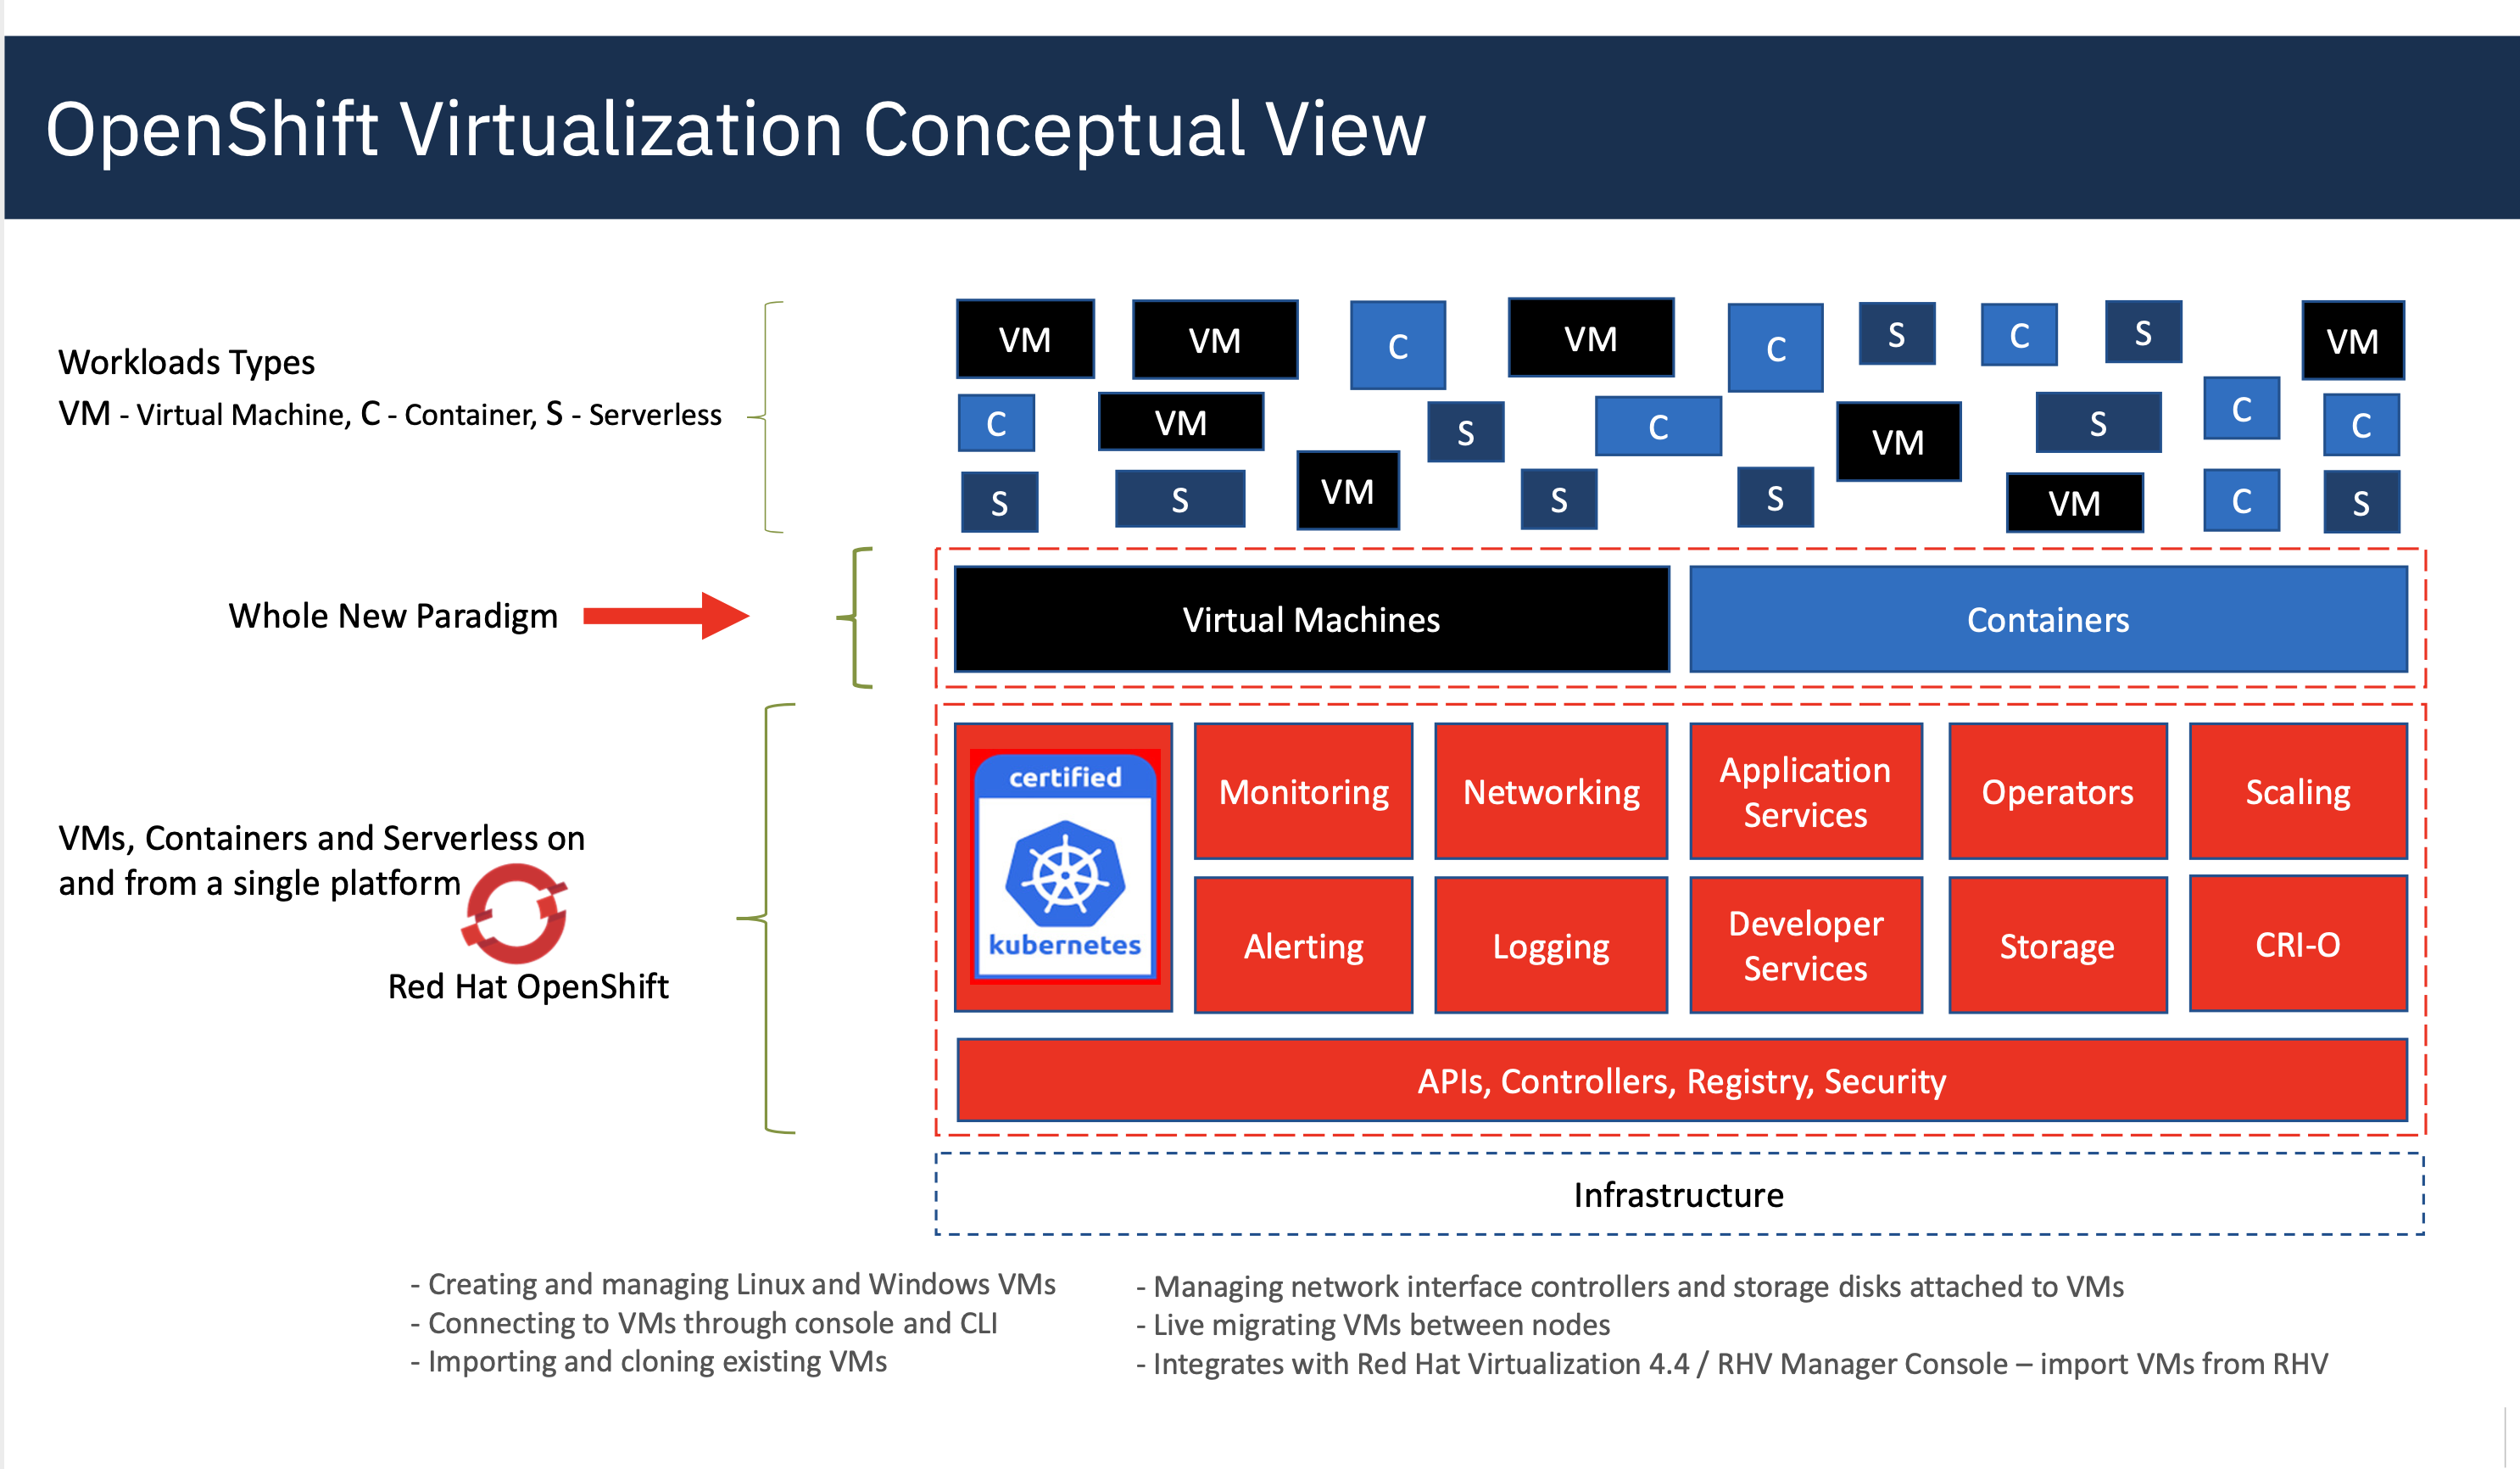 OpenShift Virtualization Conceptual View
Workloads Types
VM - Virtual Machine, C - Container, S - Serverless
VM VM C VM C S C S VM
C VM S C VM S C C
S S VM S S VM C S
Whole New Paradigm
Virtual Machines
Containers
VMs, Containers and Serverless on
and from a single platform
Red Hat OpenShift
certified
kubernetes
Monitoring
Networking
Application
Services
Operators
Scaling
Alerting
Logging
Developer
Services
Storage
CRI-O
APIs, Controllers, Registry, Security
Infrastructure
- Creating and managing Linux and Windows VMs
- Connecting to VMs through console and CLI
- Importing and cloning existing VMs
- Managing network interface controllers and storage disks attached to VMs
- Live migrating VMs between nodes
- Integrates with Red Hat Virtualization 4.4 / RHV Manager Console – import VMs from RHV